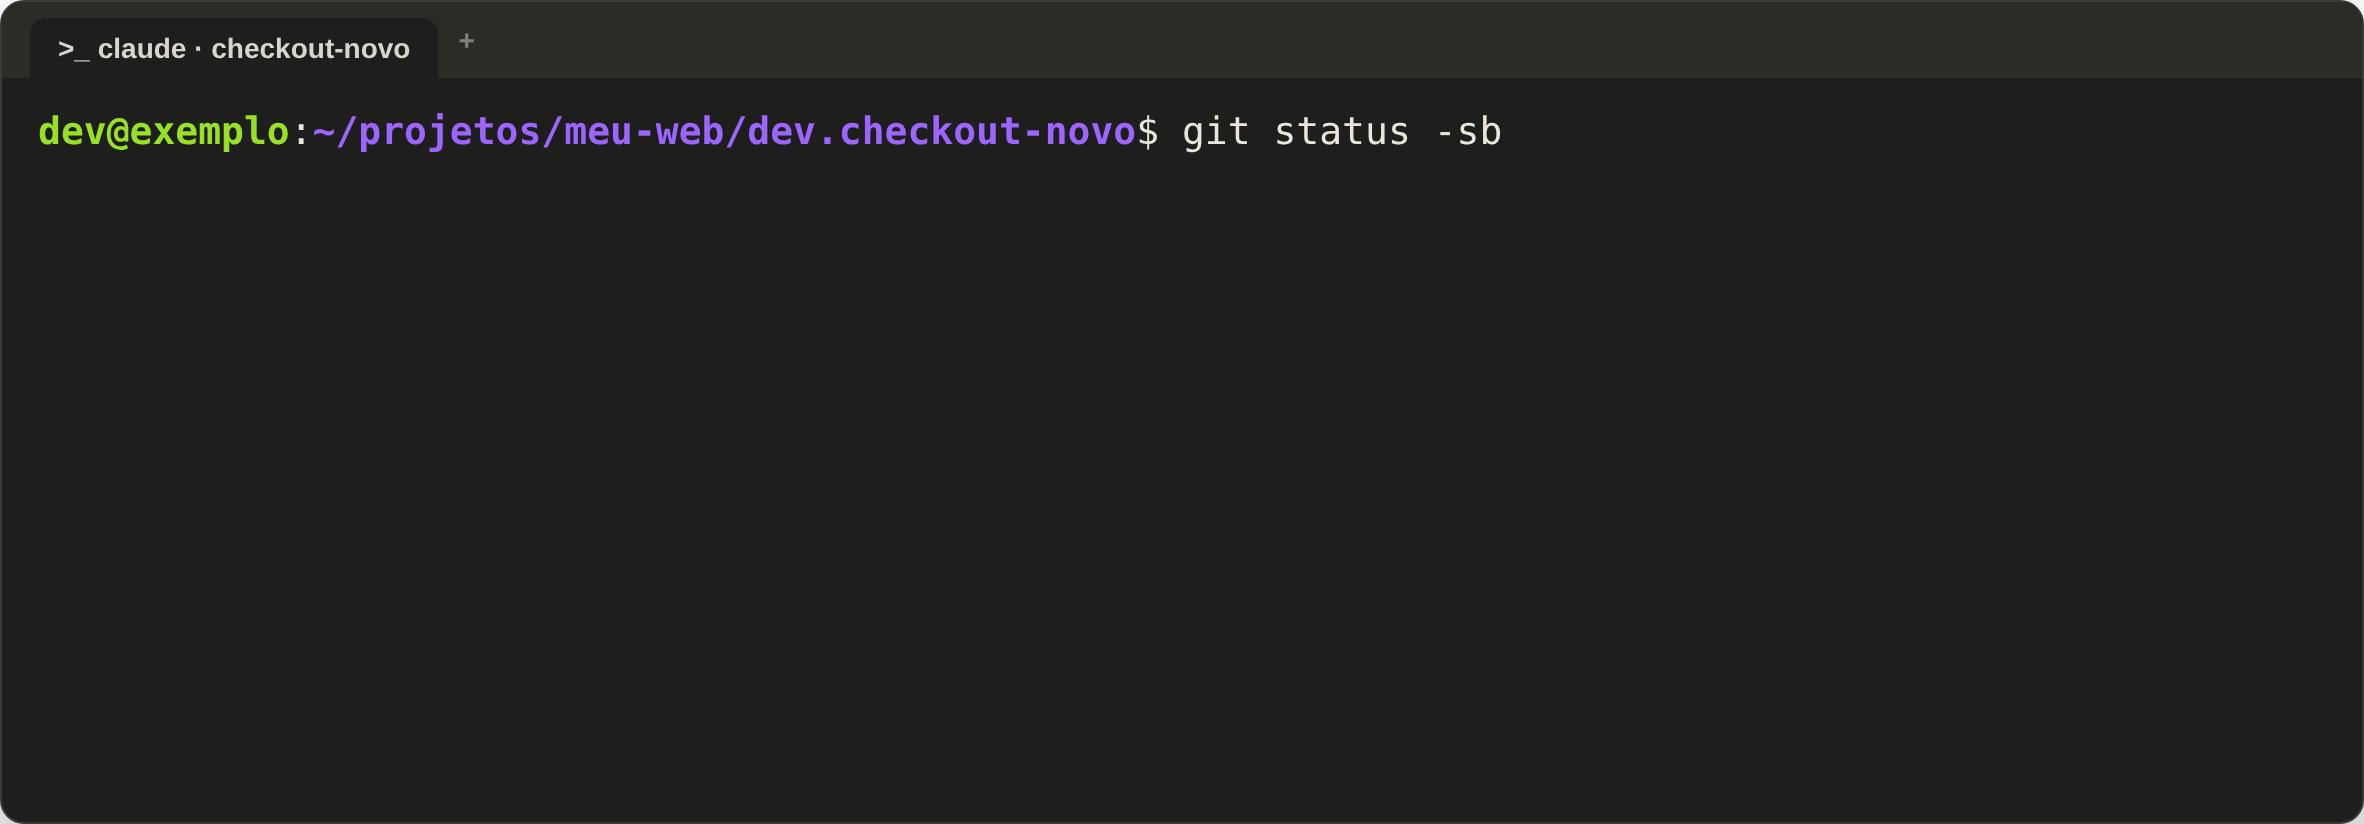 >_ claude · checkout-novo +
dev@exemplo:~/projetos/meu-web/dev.checkout-novo$ git status -sb